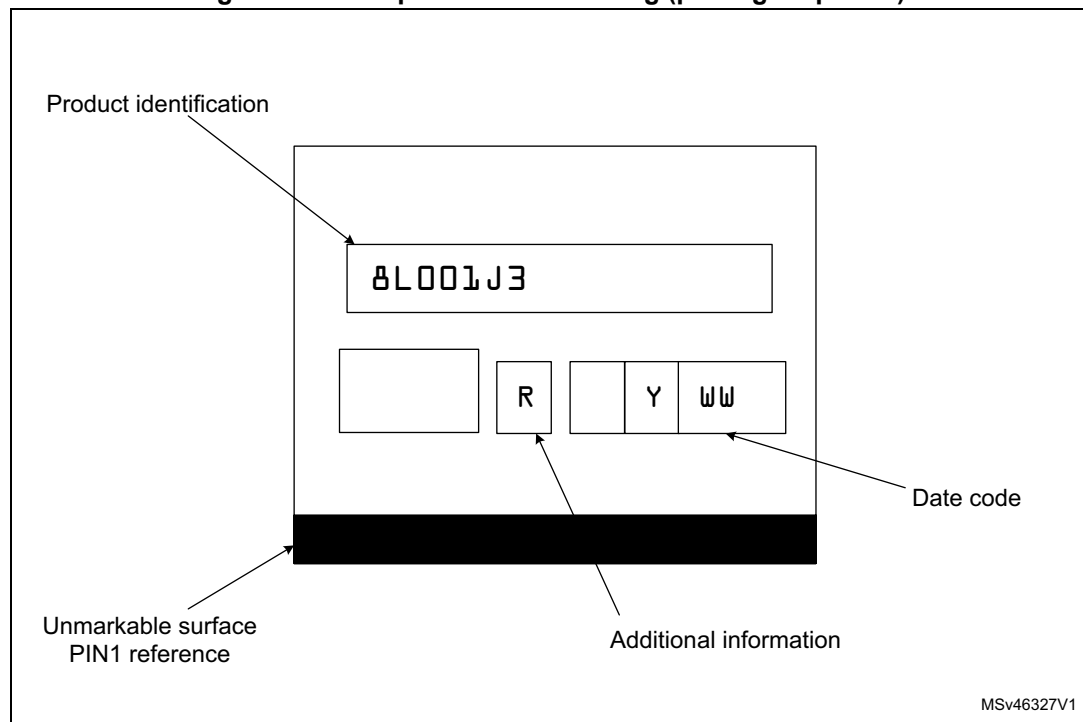 Product identification
8L001J3
R Y WW
Date code
Unmarkable surface
PIN1 reference
Additional information
MSv46327V1